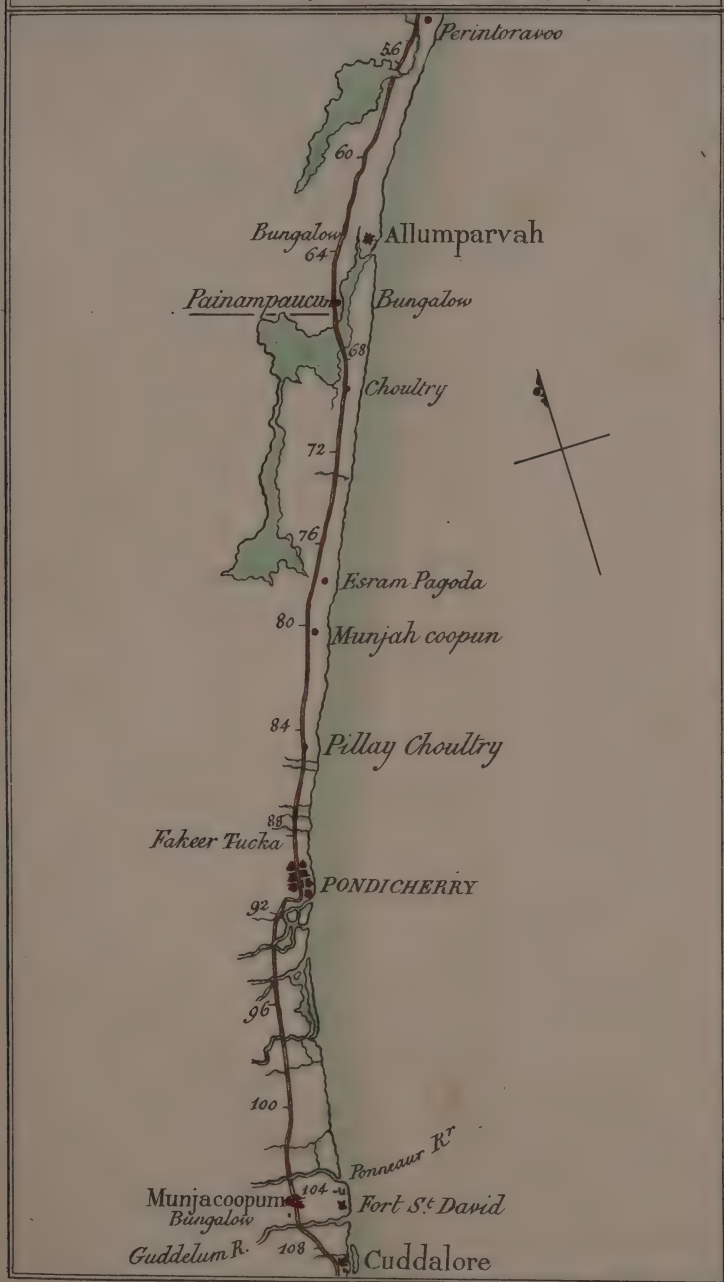 Perintoravoo
56
60
Bungalow
Allumparvah
64
Painampaucum
Bungalow
68
Choultry
72
76
Esram Pagoda
80
Munjah coopun
84
Pillay Choultry
88
Fakeer Tucka
PONDICHERRY
92
96
100
Ponneaur Rr
Munjacoopum
104
Fort St David
Bungalow
Guddelum R.
108
Cuddalore